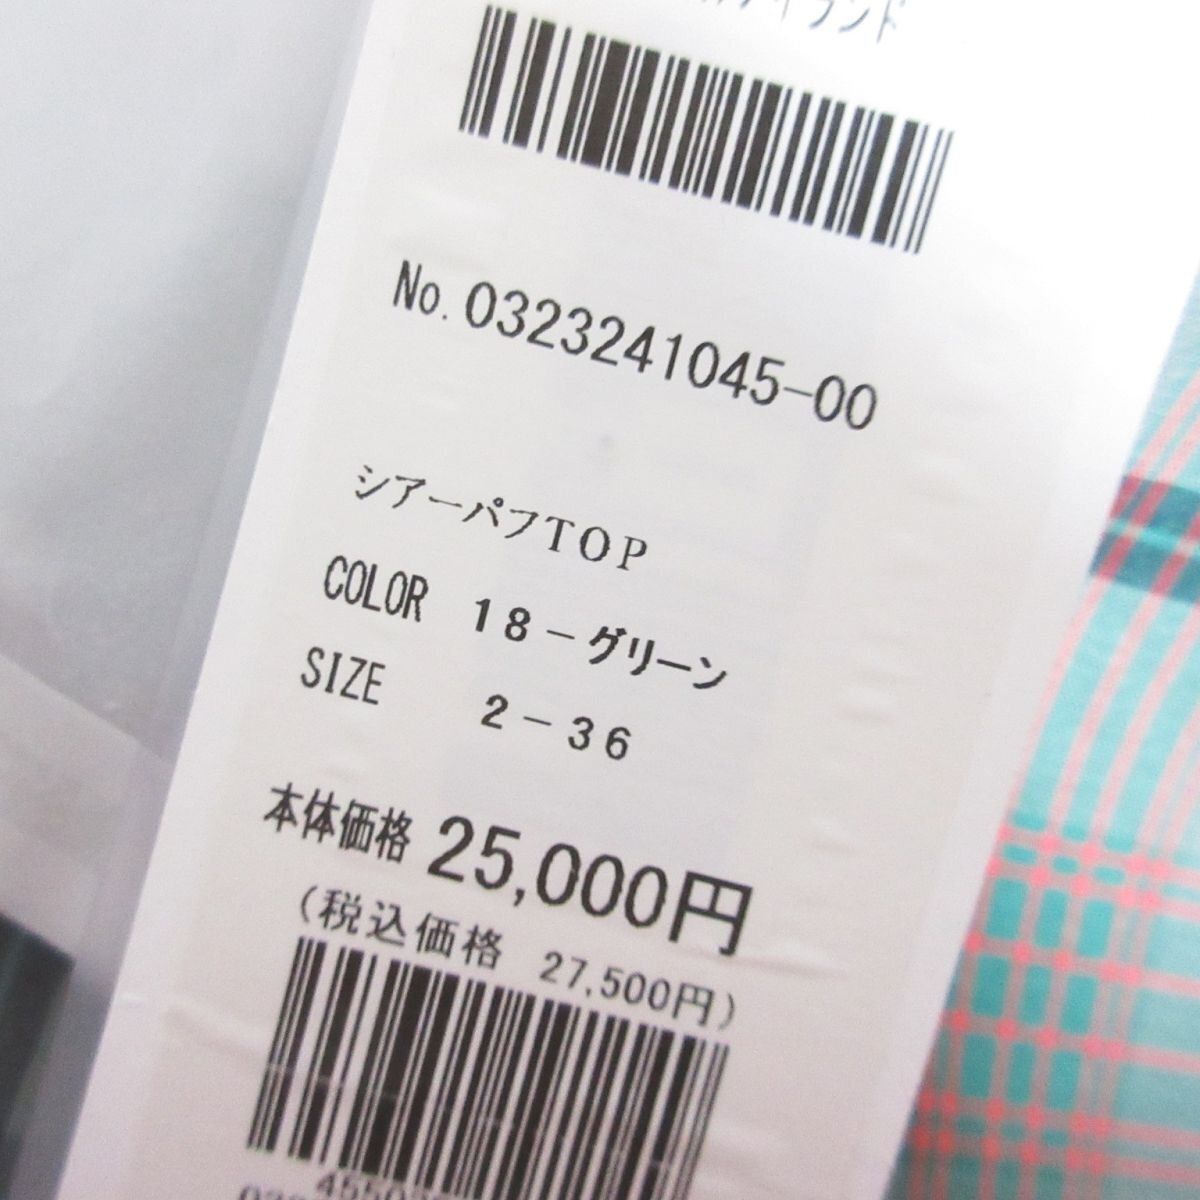 No. 0323241045-00
シアーパフTOP
COLOR 18-グリーン
SIZE 2-36
本体価格 25,000円
(税込価格 27,500円)